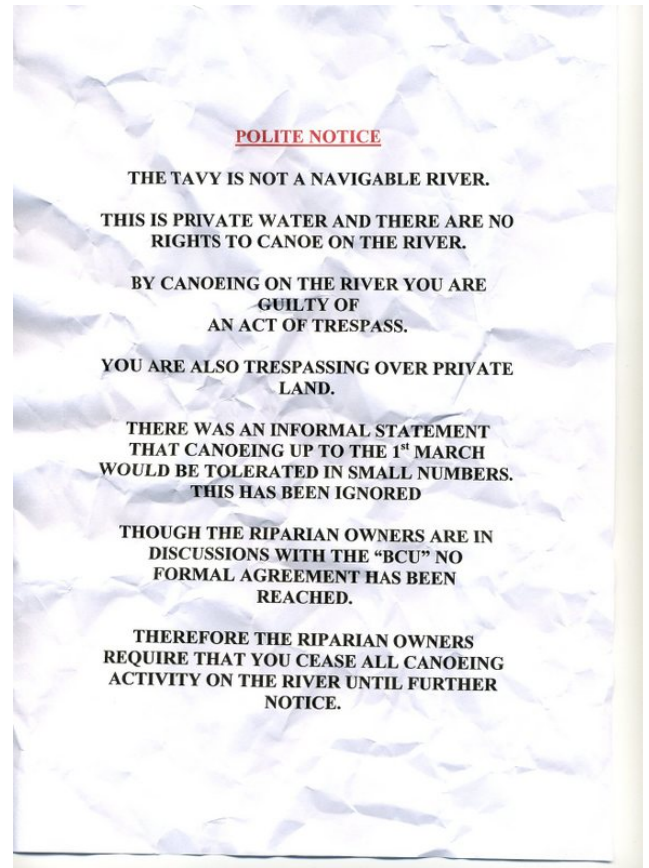 POLITE NOTICE
THE TAVY IS NOT A NAVIGABLE RIVER.
THIS IS PRIVATE WATER AND THERE ARE NO
RIGHTS TO CANOE ON THE RIVER.
BY CANOEING ON THE RIVER YOU ARE
GUILTY OF
AN ACT OF TRESPASS.
YOU ARE ALSO TRESPASSING OVER PRIVATE
LAND.
THERE WAS AN INFORMAL STATEMENT
THAT CANOEING UP TO THE 1st MARCH
WOULD BE TOLERATED IN SMALL NUMBERS.
THIS HAS BEEN IGNORED
THOUGH THE RIPARIAN OWNERS ARE IN
DISCUSSIONS WITH THE “BCU” NO
FORMAL AGREEMENT HAS BEEN
REACHED.
THEREFORE THE RIPARIAN OWNERS
REQUIRE THAT YOU CEASE ALL CANOEING
ACTIVITY ON THE RIVER UNTIL FURTHER
NOTICE.